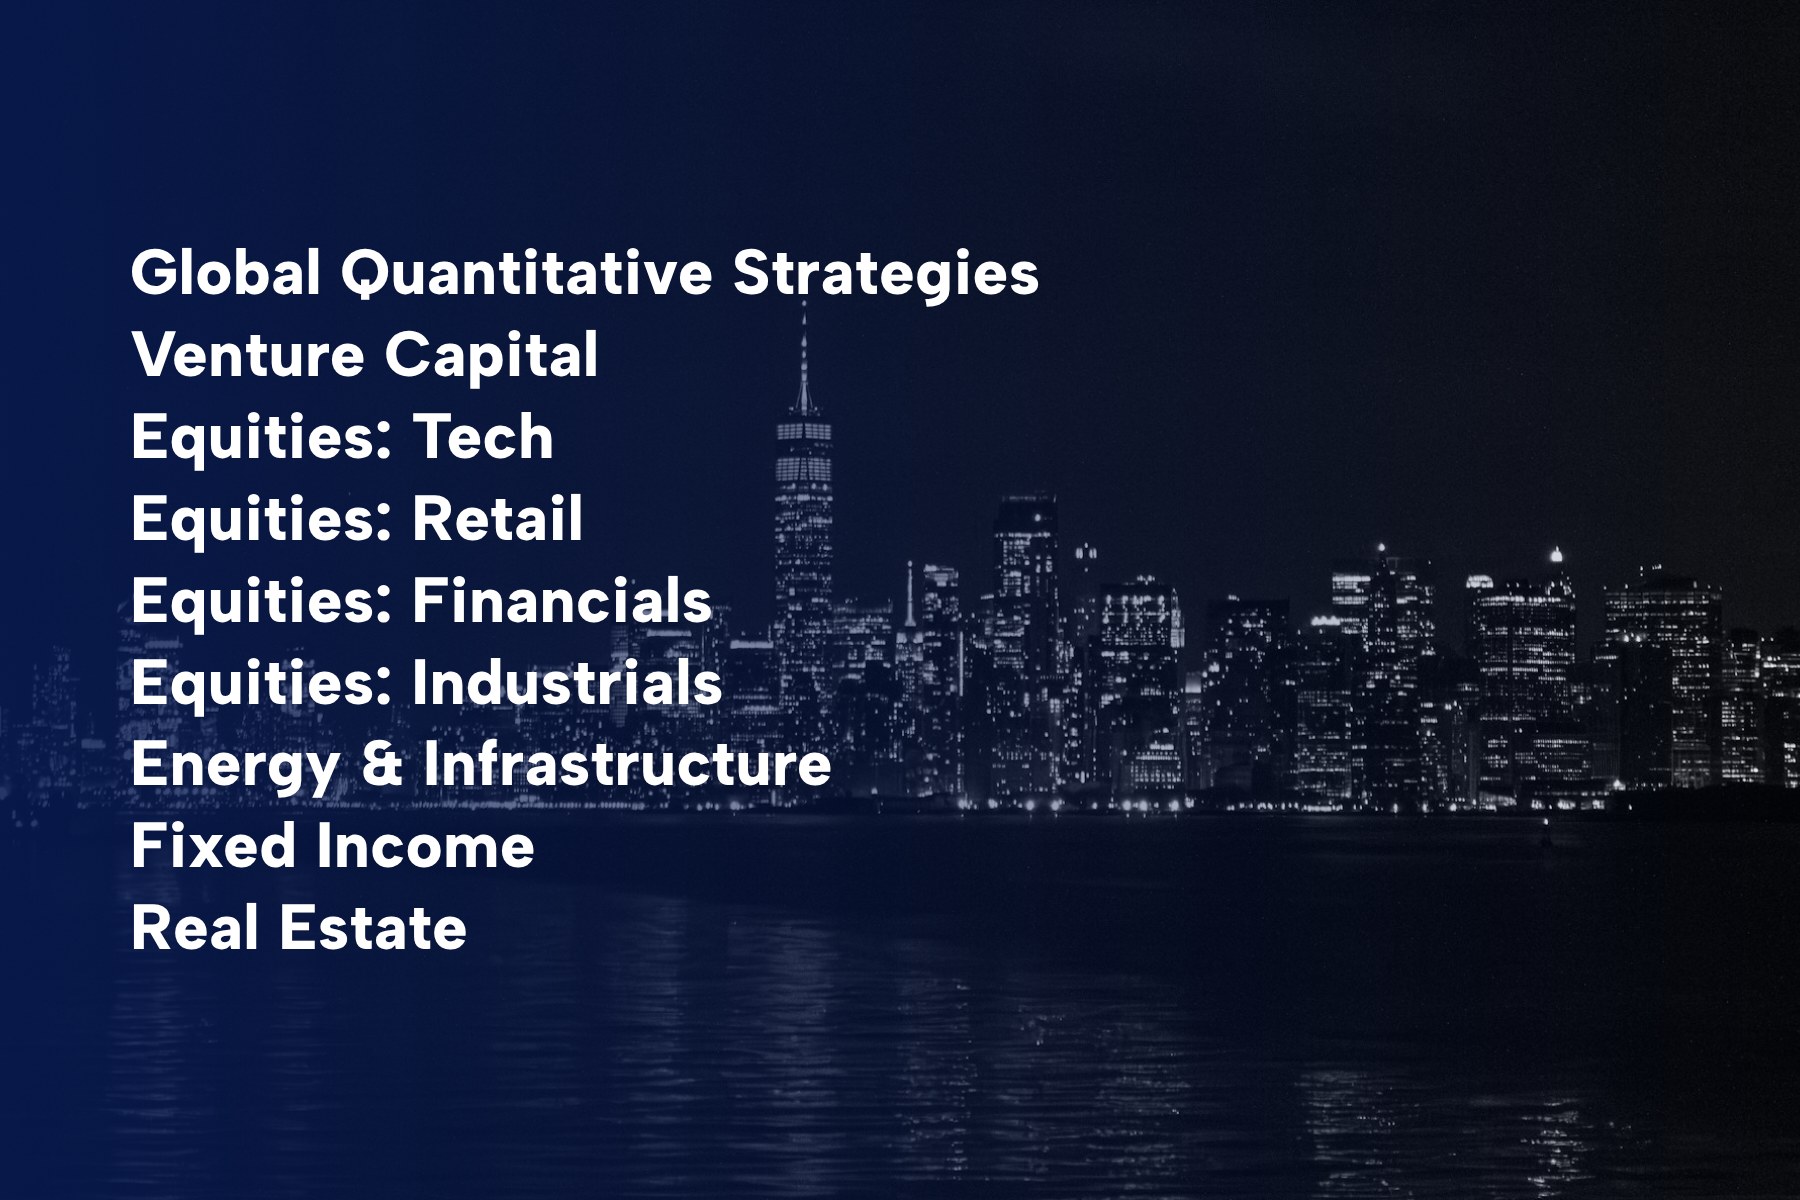 Global Quantitative Strategies
Venture Capital
Equities: Tech
Equities: Retail
Equities: Financials
Equities: Industrials
Energy & Infrastructure
Fixed Income
Real Estate